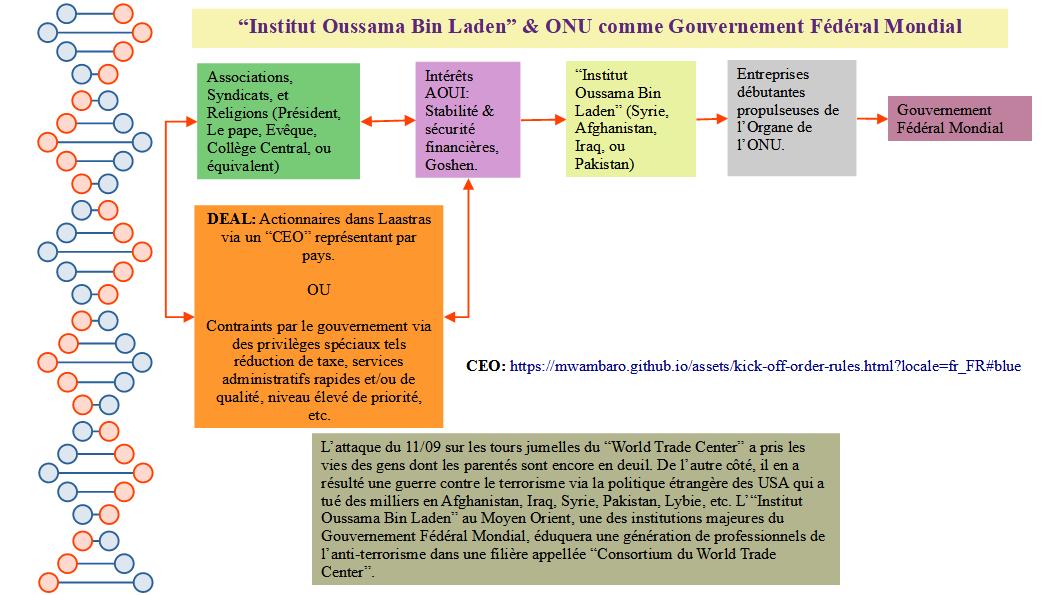 “Institut Oussama Bin Laden” & ONU comme Gouvernement Fédéral Mondial
Associations,
Syndicats, et
Religions (Président,
Le pape, Evêque,
Collège Central, ou
équivalent)
Intérêts
AOUI:
Stabilité &
sécurité
financières,
Goshen.
“Institut
Oussama Bin
Laden” (Syrie,
Afghanistan,
Iraq, ou
Pakistan)
Entreprises
débutantes
propulseuses de
l’Organe de
l’ONU.
Gouvernement
Fédéral Mondial
DEAL: Actionnaires dans Laastras
via un “CEO” représentant par
pays.
OU
Contraints par le gouvernement via
des privilèges spéciaux tels
réduction de taxe, services
administratifs rapides et/ou de
qualité, niveau élevé de priorité,
etc.
CEO: https://mwambaro.github.io/assets/kick-off-order-rules.html?locale=fr_FR#blue
L’attaque du 11/09 sur les tours jumelles du “World Trade Center” a pris les
vies des gens dont les parentés sont encore en deuil. De l’autre côté, il en a
résulté une guerre contre le terrorisme via la politique étrangère des USA qui a
tué des milliers en Afghanistan, Iraq, Syrie, Pakistan, Lybie, etc. L’“Institut
Oussama Bin Laden” au Moyen Orient, une des institutions majeures du
Gouvernement Fédéral Mondial, éduquera une génération de professionnels de
l’anti-terrorisme dans une filière appellée “Consortium du World Trade
Center”.